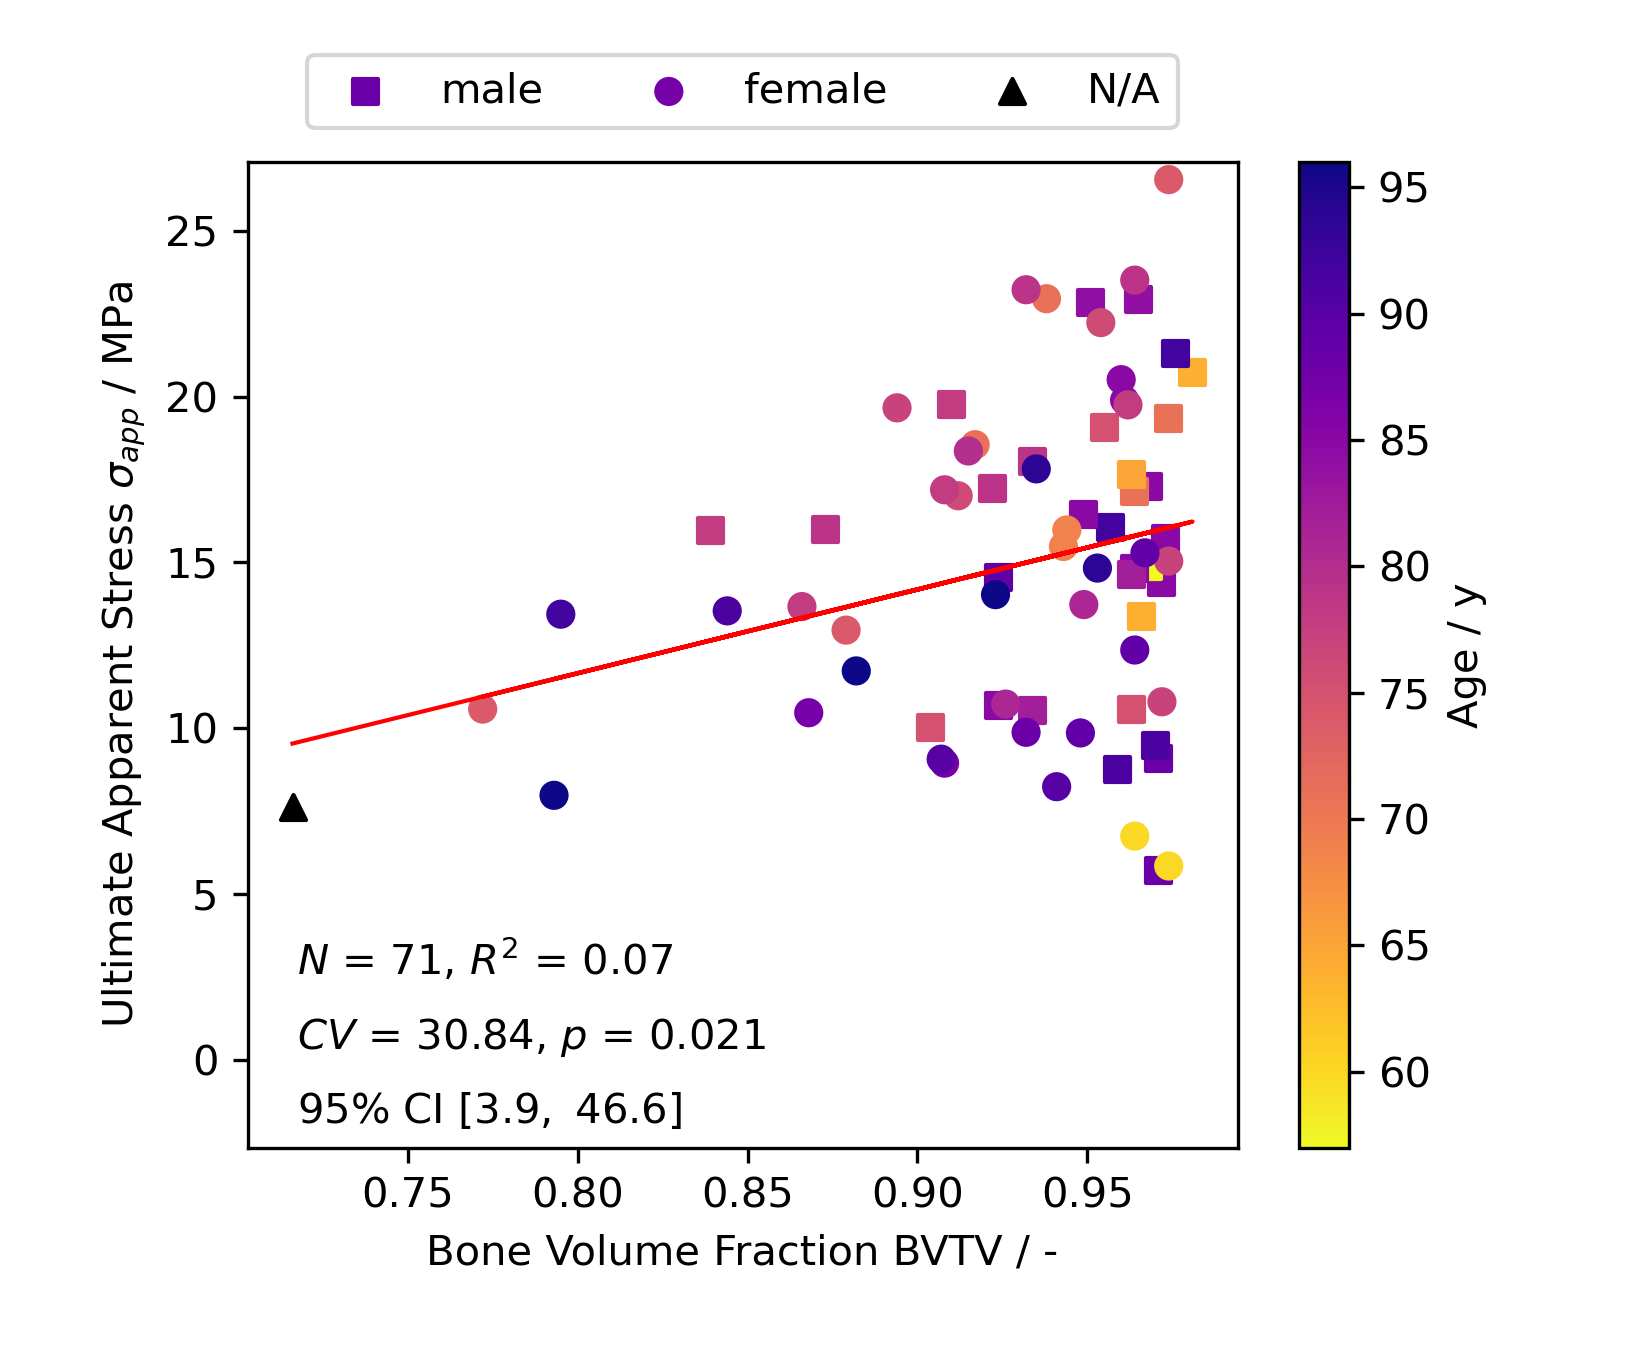 male female N/A
25
20
15
10
5
0
Ultimate Apparent Stress σ_app / MPa
N = 71, R² = 0.07
CV = 30.84, p = 0.021
95% CI [3.9, 46.6]
0.75 0.80 0.85 0.90 0.95
Bone Volume Fraction BVTV / -
95
90
85
80
75
70
65
60
Age / y